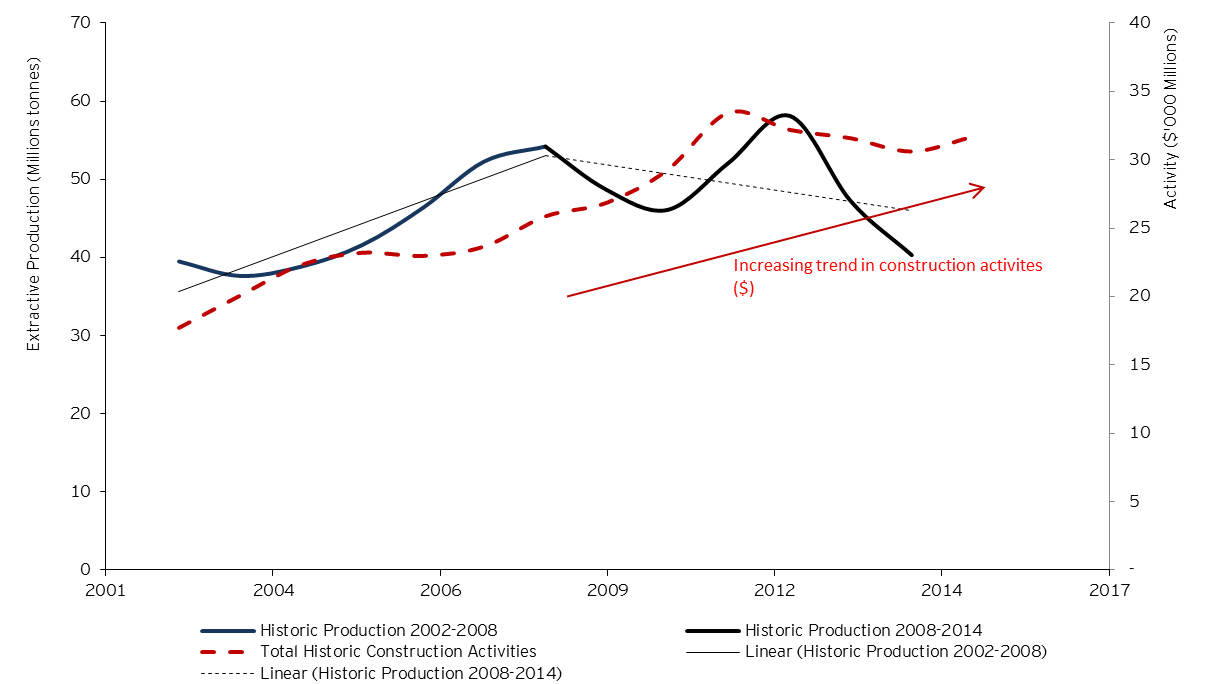 70
60
50
40
30
20
10
0
Extractive Production (Millions tonnes)
40
35
30
25
20
15
10
5
-
Activity ($'000 Millions)
Increasing trend in construction activites
($)
2001 2004 2006 2009 2012 2014 2017
Historic Production 2002-2008
Historic Production 2008-2014
Total Historic Construction Activities
Linear (Historic Production 2002-2008)
Linear (Historic Production 2008-2014)